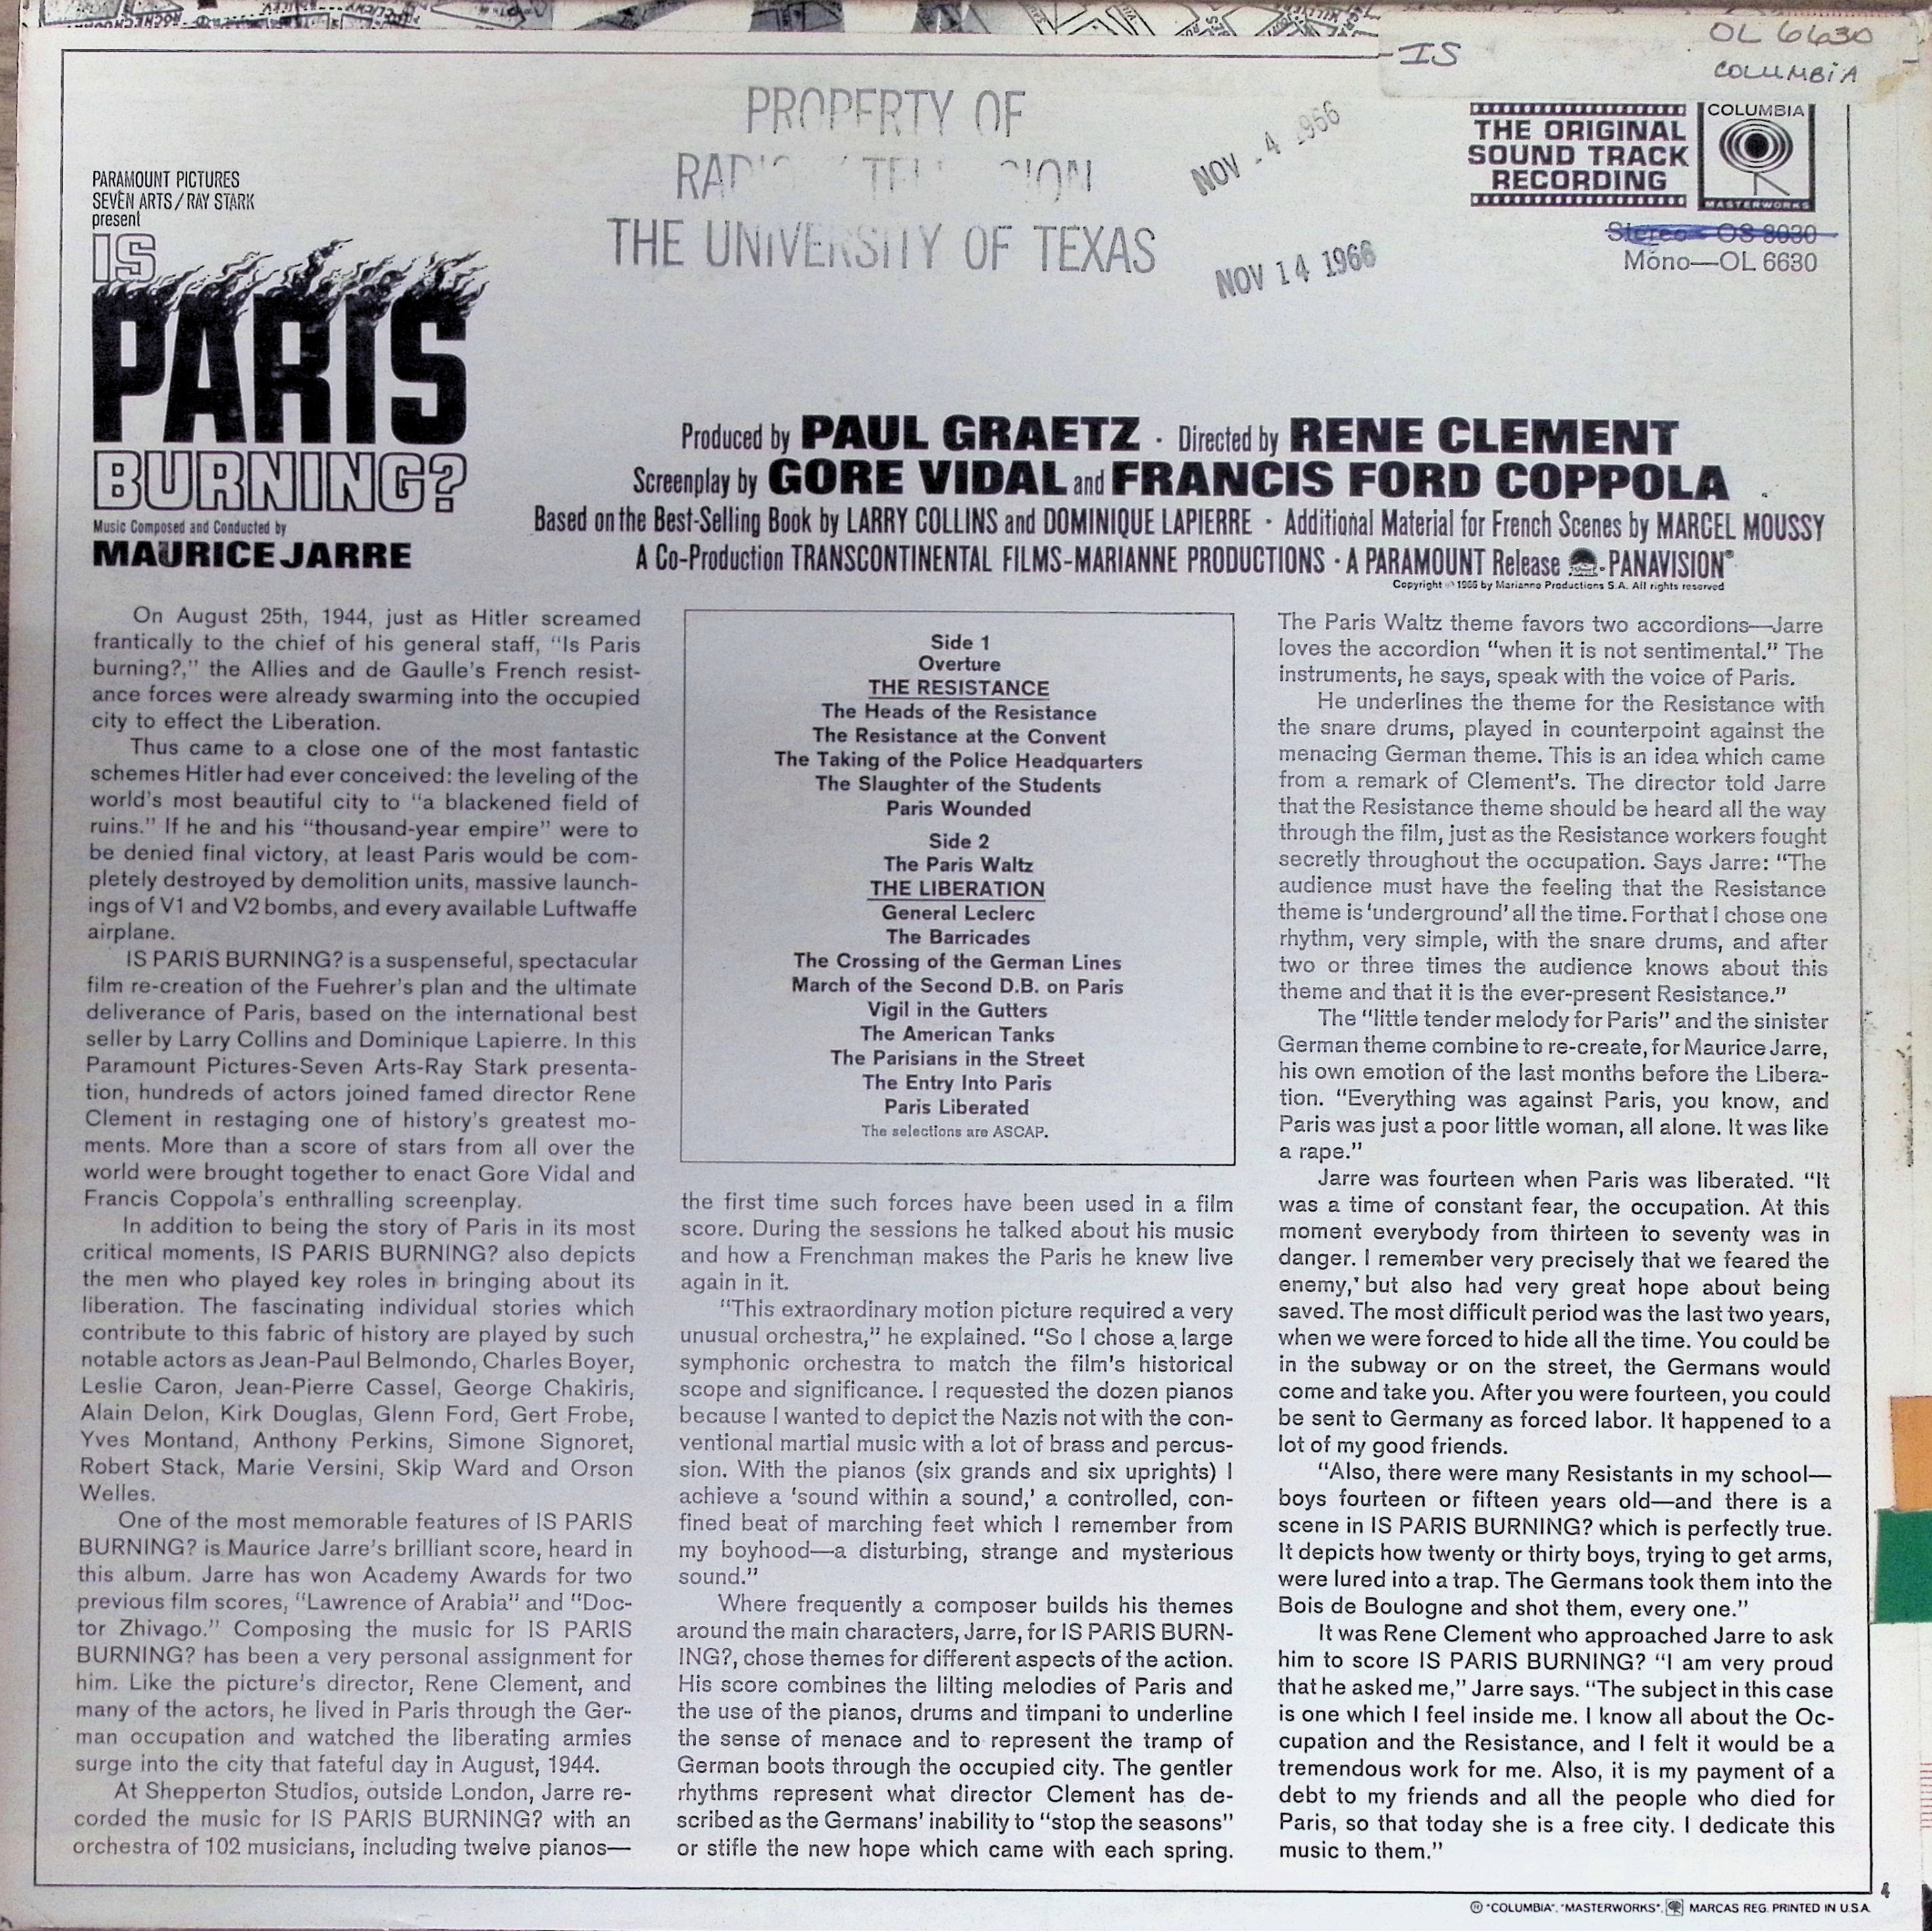 IS
OL 6630
COLUMBIA
PROPERTY OF
THE UNIVERSITY OF TEXAS
NOV - 4 1966
NOV 14 1966
THE ORIGINAL
SOUND TRACK
RECORDING
COLUMBIA
MASTERWORKS
Stereo—OS 8030
Mono—OL 6630
PARAMOUNT PICTURES
SEVEN ARTS/RAY STARK
present
IS
PARIS
BURNING?
Music Composed and Conducted by
MAURICE JARRE
Produced by PAUL GRAETZ · Directed by RENE CLEMENT
Screenplay by GORE VIDAL and FRANCIS FORD COPPOLA
Based on the Best-Selling Book by LARRY COLLINS and DOMINIQUE LAPIERRE · Additional Material for French Scenes by MARCEL MOUSSY
A Co-Production TRANSCONTINENTAL FILMS-MARIANNE PRODUCTIONS · A PARAMOUNT Release · PANAVISION®
Copyright © 1966 by Marianne Productions S.A. All rights reserved
On August 25th, 1944, just as Hitler screamed
frantically to the chief of his general staff, "Is Paris
burning?," the Allies and de Gaulle's French resist-
ance forces were already swarming into the occupied
city to effect the Liberation.
Thus came to a close one of the most fantastic
schemes Hitler had ever conceived: the leveling of the
world's most beautiful city to "a blackened field of
ruins." If he and his "thousand-year empire" were to
be denied final victory, at least Paris would be com-
pletely destroyed by demolition units, massive launch-
ings of V1 and V2 bombs, and every available Luftwaffe
airplane.
IS PARIS BURNING? is a suspenseful, spectacular
film re-creation of the Fuehrer's plan and the ultimate
deliverance of Paris, based on the international best
seller by Larry Collins and Dominique Lapierre. In this
Paramount Pictures-Seven Arts-Ray Stark presenta-
tion, hundreds of actors joined famed director Rene
Clement in restaging one of history's greatest mo-
ments. More than a score of stars from all over the
world were brought together to enact Gore Vidal and
Francis Coppola's enthralling screenplay.
In addition to being the story of Paris in its most
critical moments, IS PARIS BURNING? also depicts
the men who played key roles in bringing about its
liberation. The fascinating individual stories which
contribute to this fabric of history are played by such
notable actors as Jean-Paul Belmondo, Charles Boyer,
Leslie Caron, Jean-Pierre Cassel, George Chakiris,
Alain Delon, Kirk Douglas, Glenn Ford, Gert Frobe,
Yves Montand, Anthony Perkins, Simone Signoret,
Robert Stack, Marie Versini, Skip Ward and Orson
Welles.
One of the most memorable features of IS PARIS
BURNING? is Maurice Jarre's brilliant score, heard in
this album. Jarre has won Academy Awards for two
previous film scores, "Lawrence of Arabia" and "Doc-
tor Zhivago." Composing the music for IS PARIS
BURNING? has been a very personal assignment for
him. Like the picture's director, Rene Clement, and
many of the actors, he lived in Paris through the Ger-
man occupation and watched the liberating armies
surge into the city that fateful day in August, 1944.
At Shepperton Studios, outside London, Jarre re-
corded the music for IS PARIS BURNING? with an
orchestra of 102 musicians, including twelve pianos—
Side 1
Overture
THE RESISTANCE
The Heads of the Resistance
The Resistance at the Convent
The Taking of the Police Headquarters
The Slaughter of the Students
Paris Wounded
Side 2
The Paris Waltz
THE LIBERATION
General Leclerc
The Barricades
The Crossing of the German Lines
March of the Second D.B. on Paris
Vigil in the Gutters
The American Tanks
The Parisians in the Street
The Entry Into Paris
Paris Liberated
The selections are ASCAP.
the first time such forces have been used in a film
score. During the sessions he talked about his music
and how a Frenchman makes the Paris he knew live
again in it.
"This extraordinary motion picture required a very
unusual orchestra," he explained. "So I chose a large
symphonic orchestra to match the film's historical
scope and significance. I requested the dozen pianos
because I wanted to depict the Nazis not with the con-
ventional martial music with a lot of brass and percus-
sion. With the pianos (six grands and six uprights) I
achieve a 'sound within a sound,' a controlled, con-
fined beat of marching feet which I remember from
my boyhood—a disturbing, strange and mysterious
sound."
Where frequently a composer builds his themes
around the main characters, Jarre, for IS PARIS BURN-
ING?, chose themes for different aspects of the action.
His score combines the lilting melodies of Paris and
the use of the pianos, drums and timpani to underline
the sense of menace and to represent the tramp of
German boots through the occupied city. The gentler
rhythms represent what director Clement has de-
scribed as the Germans' inability to "stop the seasons"
or stifle the new hope which came with each spring.
The Paris Waltz theme favors two accordions—Jarre
loves the accordion "when it is not sentimental." The
instruments, he says, speak with the voice of Paris.
He underlines the theme for the Resistance with
the snare drums, played in counterpoint against the
menacing German theme. This is an idea which came
from a remark of Clement's. The director told Jarre
that the Resistance theme should be heard all the way
through the film, just as the Resistance workers fought
secretly throughout the occupation. Says Jarre: "The
audience must have the feeling that the Resistance
theme is 'underground' all the time. For that I chose one
rhythm, very simple, with the snare drums, and after
two or three times the audience knows about this
theme and that it is the ever-present Resistance."
The "little tender melody for Paris" and the sinister
German theme combine to re-create, for Maurice Jarre,
his own emotion of the last months before the Libera-
tion. "Everything was against Paris, you know, and
Paris was just a poor little woman, all alone. It was like
a rape."
Jarre was fourteen when Paris was liberated. "It
was a time of constant fear, the occupation. At this
moment everybody from thirteen to seventy was in
danger. I remember very precisely that we feared the
enemy,' but also had very great hope about being
saved. The most difficult period was the last two years,
when we were forced to hide all the time. You could be
in the subway or on the street, the Germans would
come and take you. After you were fourteen, you could
be sent to Germany as forced labor. It happened to a
lot of my good friends.
"Also, there were many Resistants in my school—
boys fourteen or fifteen years old—and there is a
scene in IS PARIS BURNING? which is perfectly true.
It depicts how twenty or thirty boys, trying to get arms,
were lured into a trap. The Germans took them into the
Bois de Boulogne and shot them, every one."
It was Rene Clement who approached Jarre to ask
him to score IS PARIS BURNING? "I am very proud
that he asked me," Jarre says. "The subject in this case
is one which I feel inside me. I know all about the Oc-
cupation and the Resistance, and I felt it would be a
tremendous work for me. Also, it is my payment of a
debt to my friends and all the people who died for
Paris, so that today she is a free city. I dedicate this
music to them."
4
® "COLUMBIA", "MASTERWORKS", MARCAS REG. PRINTED IN U.S.A.